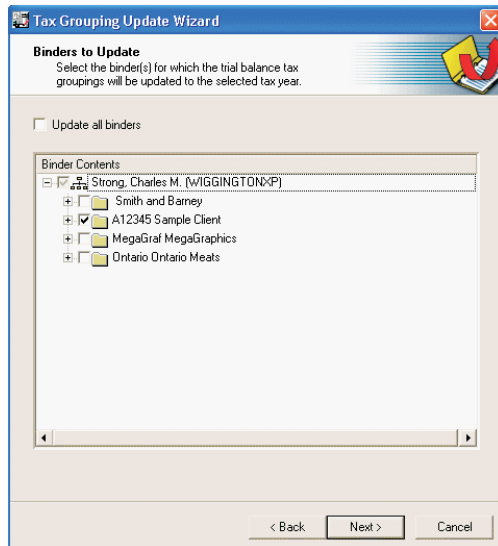 Tax Grouping Update Wizard
Binders to Update
Select the binder(s) for which the trial balance tax
groupings will be updated to the selected tax year.
Update all binders
Binder Contents
Strong, Charles M. (WIGGINGTONXP)
Smith and Barney
A12345 Sample Client
MegaGraf MegaGraphics
Ontario Ontario Meats
< Back Next > Cancel